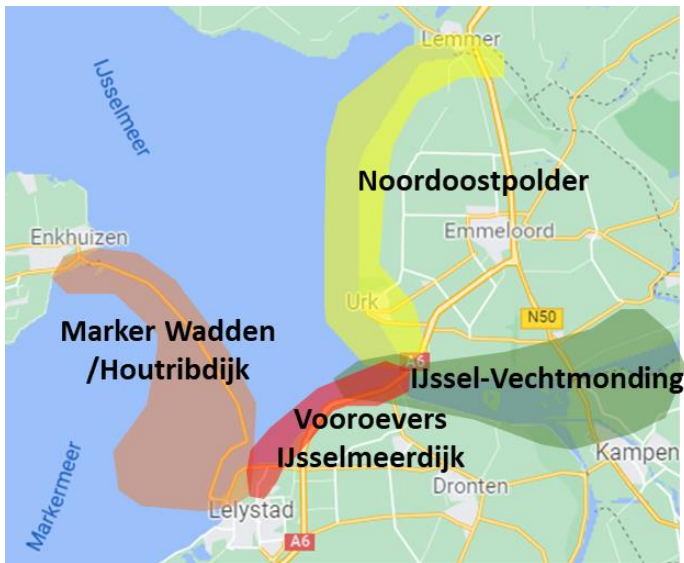 Lemmer
IJsselmeer
Noordoostpolder
Emmeloord
Enkhuizen
Urk
N50
Marker Wadden
/Houtribdijk
A6
IJssel-Vechtmonding
Vooroevers
IJsselmeerdijk
Kampen
Dronten
Markermeer
Lelystad
A6